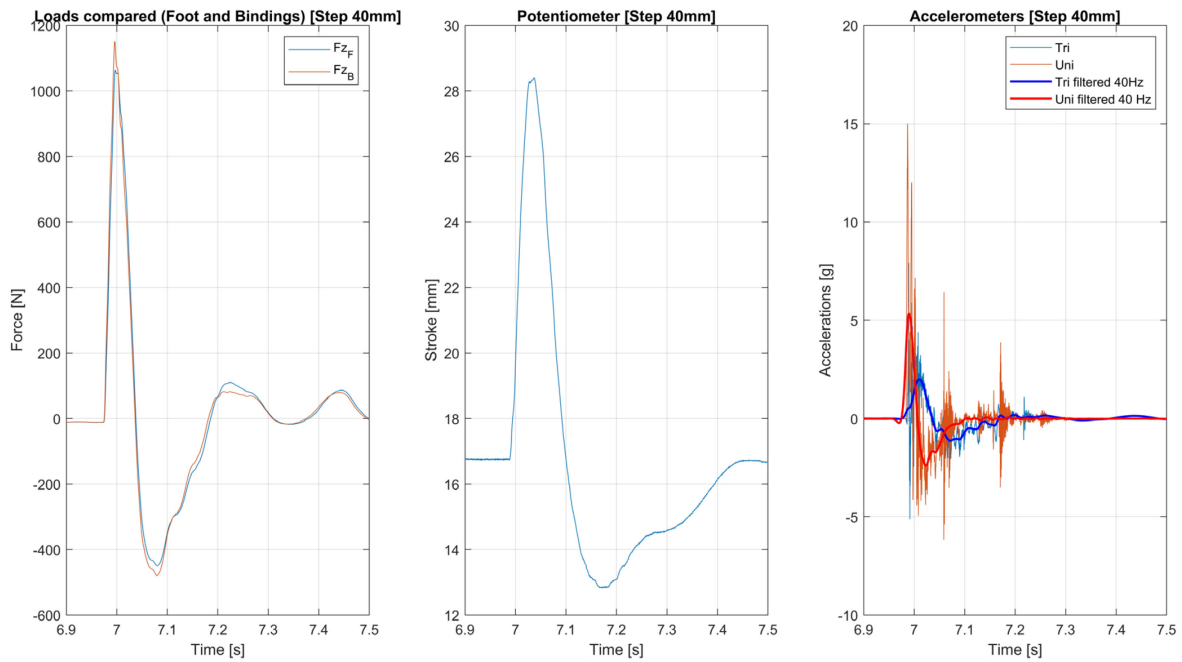 Loads compared (Foot and Bindings) [Step 40mm]
1200
1000
800
600
400
200
0
-200
-400
-600
Force [N]
6.9 7 7.1 7.2 7.3 7.4 7.5
Time [s]
Fz_F
Fz_B
Potentiometer [Step 40mm]
30
28
26
24
22
20
18
16
14
12
Stroke [mm]
6.9 7 7.1 7.2 7.3 7.4 7.5
Time [s]
Accelerometers [Step 40mm]
20
15
10
5
0
-5
-10
Accelerations [g]
6.9 7 7.1 7.2 7.3 7.4 7.5
Time [s]
Tri
Uni
Tri filtered 40Hz
Uni filtered 40 Hz